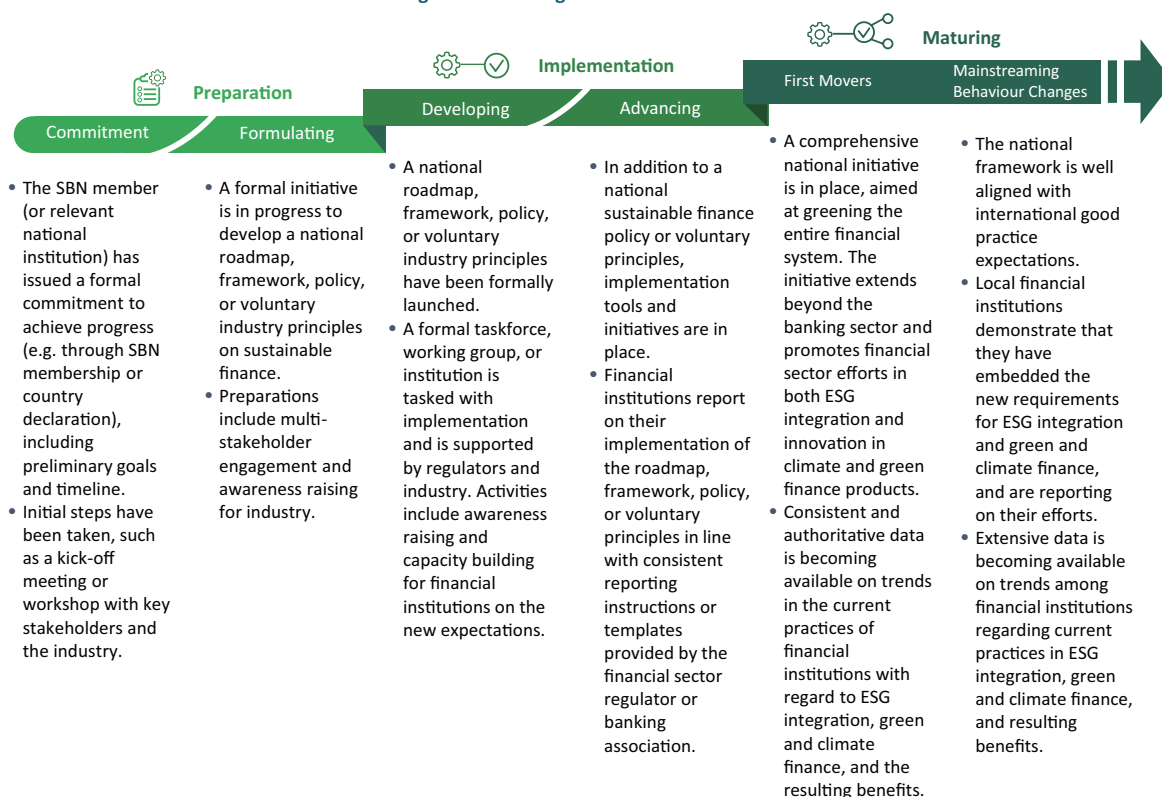 Maturing
Implementation
Preparation
First Movers
Mainstreaming
Behaviour Changes
Developing
Advancing
Commitment
Formulating
• The SBN member
(or relevant
national
institution) has
issued a formal
commitment to
achieve progress
(e.g. through SBN
membership or
country
declaration),
including
preliminary goals
and timeline.
• Initial steps have
been taken, such
as a kick-off
meeting or
workshop with key
stakeholders and
the industry.
• A formal initiative
is in progress to
develop a national
roadmap,
framework, policy,
or voluntary
industry principles
on sustainable
finance.
• Preparations
include multi-
stakeholder
engagement and
awareness raising
for industry.
• A national
roadmap,
framework, policy,
or voluntary
industry principles
have been formally
launched.
• A formal taskforce,
working group, or
institution is
tasked with
implementation
and is supported
by regulators and
industry. Activities
include awareness
raising and
capacity building
for financial
institutions on the
new expectations.
• In addition to a
national
sustainable finance
policy or voluntary
principles,
implementation
tools and
initiatives are in
place.
• Financial
institutions report
on their
implementation of
the roadmap,
framework, policy,
or voluntary
principles in line
with consistent
reporting
instructions or
templates
provided by the
financial sector
regulator or
banking
association.
• A comprehensive
national initiative
is in place, aimed
at greening the
entire financial
system. The
initiative extends
beyond the
banking sector and
promotes financial
sector efforts in
both ESG
integration and
innovation in
climate and green
finance products.
• Consistent and
authoritative data
is becoming
available on trends
in the current
practices of
financial
institutions with
regard to ESG
integration, green
and climate
finance, and the
resulting benefits.
• The national
framework is well
aligned with
international good
practice
expectations.
• Local financial
institutions
demonstrate that
they have
embedded the
new requirements
for ESG integration
and green and
climate finance,
and are reporting
on their efforts.
• Extensive data is
becoming available
on trends among
financial institutions
regarding current
practices in ESG
integration, green
and climate finance,
and resulting
benefits.